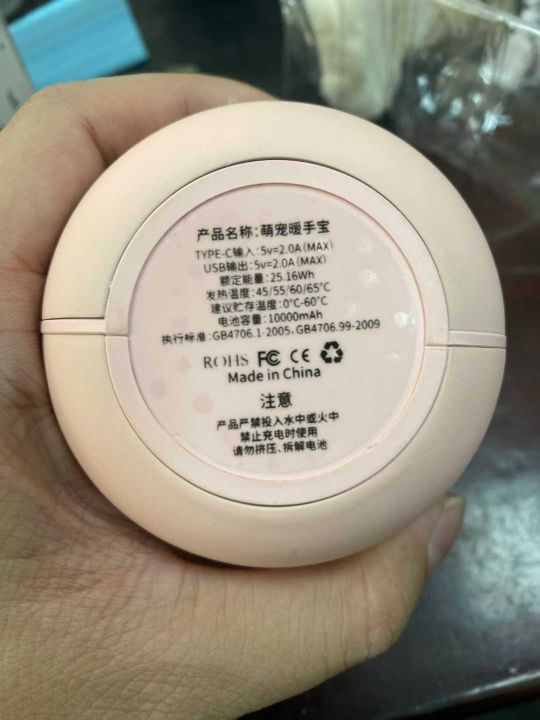 产品名称:萌宠暖手宝
TYPE-C输入:5v=2.0A(MAX)
USB输出:5v=2.0A(MAX)
额定能量:25.16Wh
发热温度:45/55/60/65℃
建议贮存温度:0℃-60℃
电池容量:10000mAh
执行标准:GB4706.1-2005、GB4706.99-2009
ROHS FC CE
Made in China
注意
产品严禁投入水中或火中
禁止充电时使用
请勿挤压、拆解电池